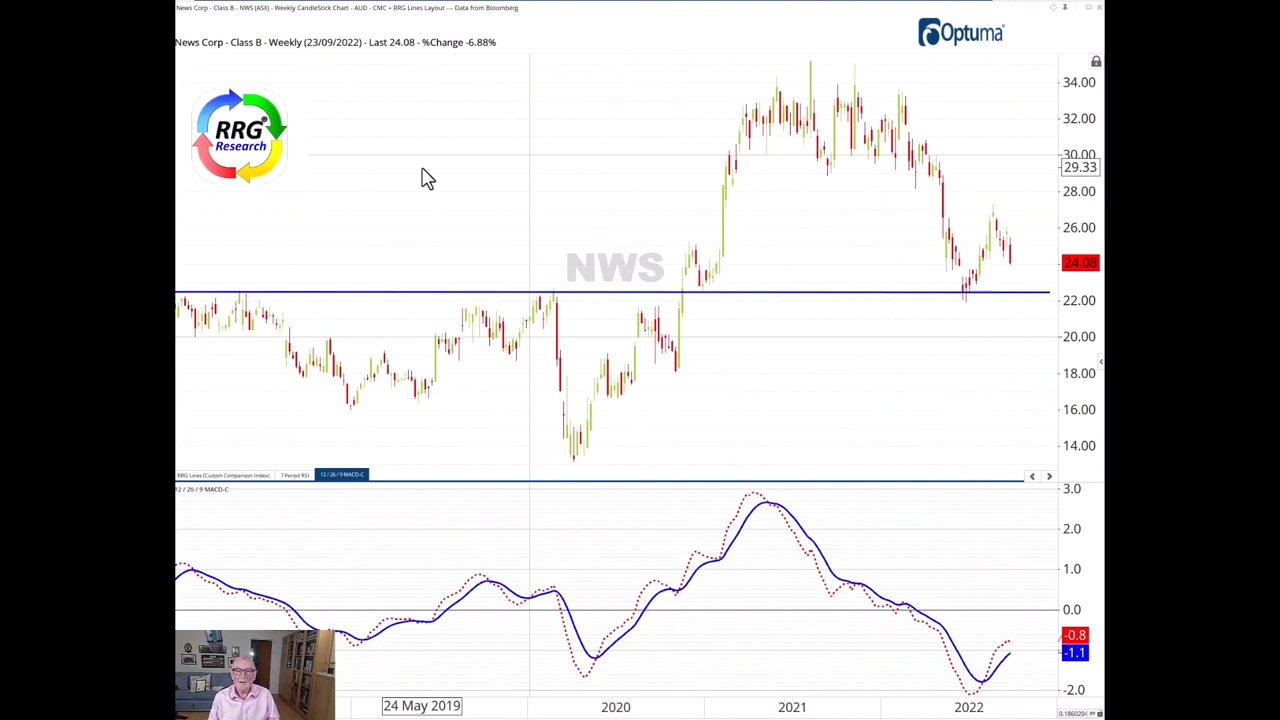 News Corp - Class B - NWS (ASX) - Weekly CandleStick Chart - AUD - CMC + RRG Lines Layout --- Data from Bloomberg
News Corp - Class B - Weekly (23/09/2022) - Last 24.08 - %Change -6.88%
Optuma
RRG
Research
NWS
34.00
32.00
30.00
29.33
28.00
26.00
24.08
22.00
20.00
18.00
16.00
14.00
RRG Lines (Custom Comparison Index)
7 Period RSI
12 / 26 / 9 MACD-C
12 / 26 / 9 MACD-C
3.0
2.0
1.0
0.0
-0.8
-1.1
-2.0
24 May 2019
2020
2021
2022